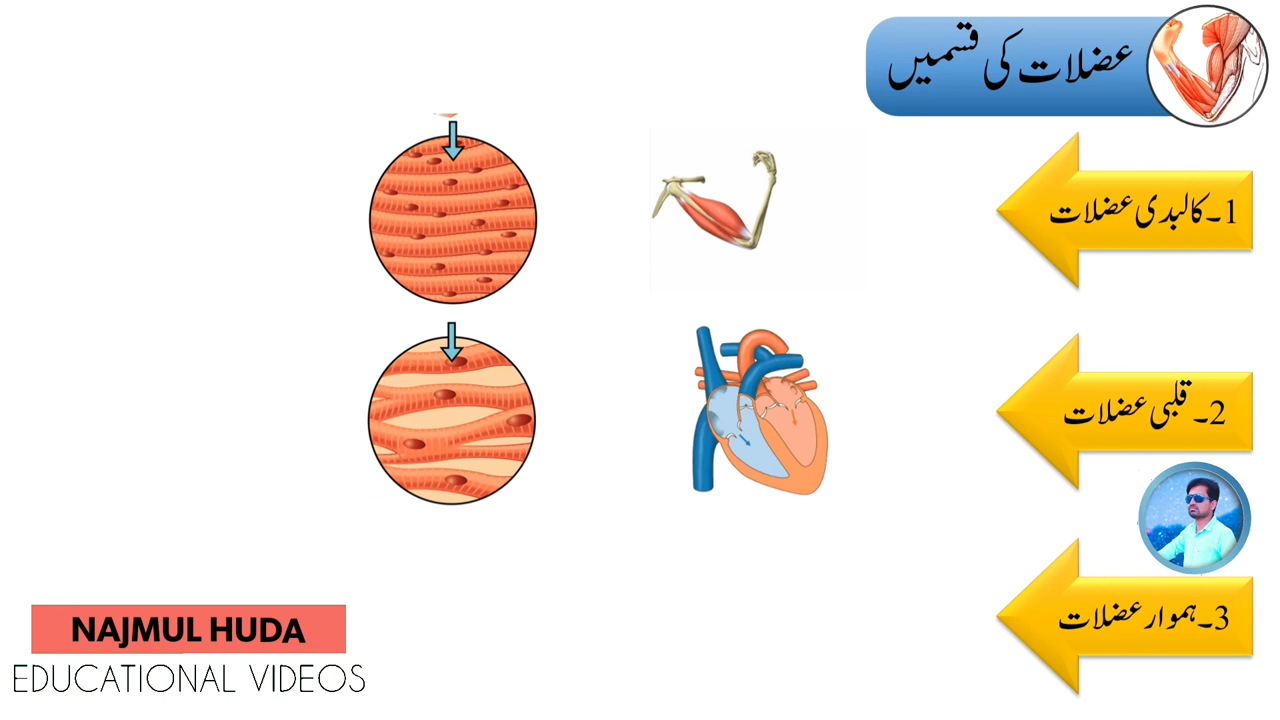 عضلات کی قسمیں
1۔کالبدی عضلات
2۔ قلبی عضلات
3۔ہموار عضلات
NAJMUL HUDA
EDUCATIONAL VIDEOS